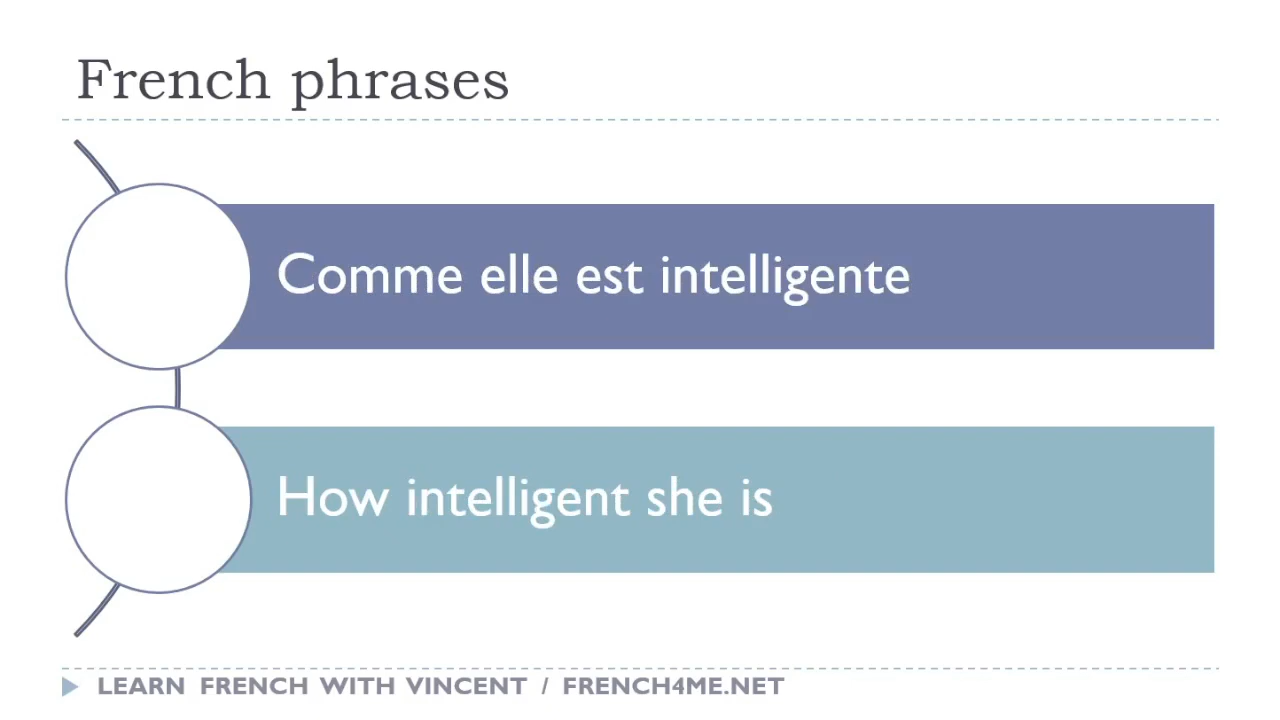 French phrases
Comme elle est intelligente
How intelligent she is
LEARN FRENCH WITH VINCENT / FRENCH4ME.NET